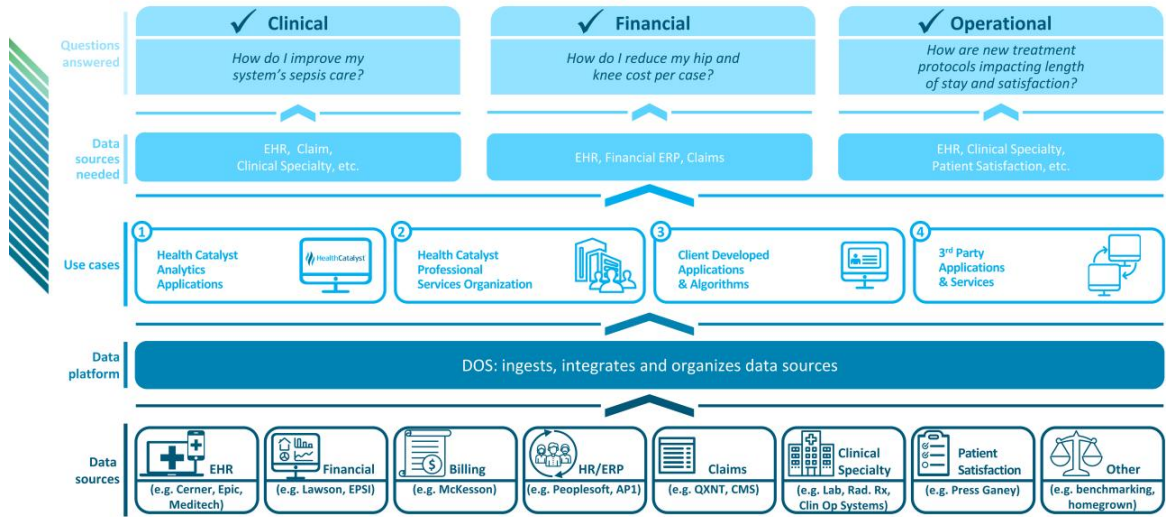 Questions
answered
Clinical
How do I improve my
system's sepsis care?
Financial
How do I reduce my hip and
knee cost per case?
Operational
How are new treatment
protocols impacting length
of stay and satisfaction?
Data
sources
needed
EHR, Claim,
Clinical Specialty, etc.
EHR, Financial ERP, Claims
EHR, Clinical Specialty,
Patient Satisfaction, etc.
Use cases
1
Health Catalyst
Analytics
Applications
HealthCatalyst
2
Health Catalyst
Professional
Services Organization
3
Client Developed
Applications
& Algorithms
4
3rd Party
Applications
& Services
Data
platform
DOS: ingests, integrates and organizes data sources
Data
sources
EHR
(e.g. Cerner, Epic,
Meditech)
Financial
(e.g. Lawson, EPSI)
$
Billing
(e.g. McKesson)
HR/ERP
(e.g. Peoplesoft, AP1)
Claims
(e.g. QXNT, CMS)
Clinical
Specialty
(e.g. Lab, Rad. Rx,
Clin Op Systems)
Patient
Satisfaction
(e.g. Press Ganey)
Other
(e.g. benchmarking,
homegrown)